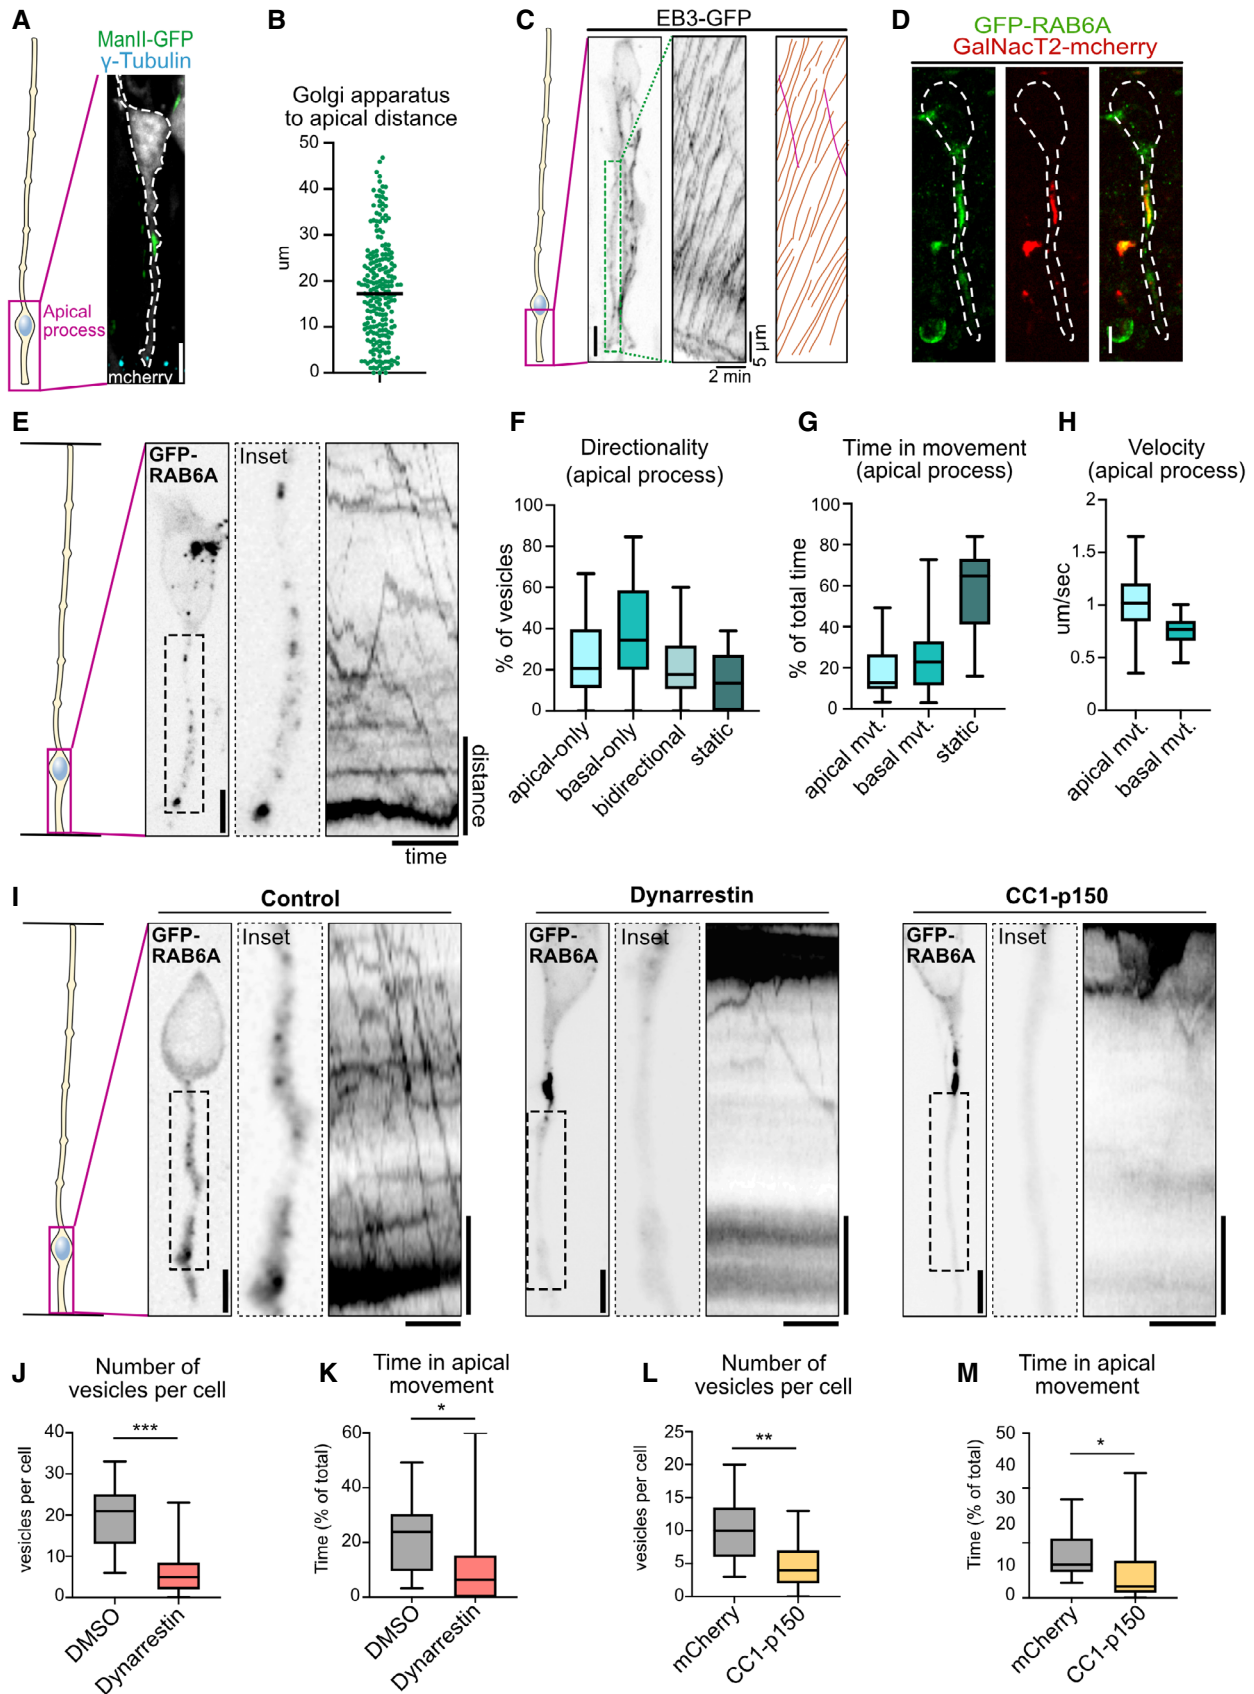 A
ManII-GFP
γ-Tubulin
Apical
process
mcherry
B
Golgi apparatus
to apical distance
um
50
40
30
20
10
0
C
EB3-GFP
2 min
5 µm
D
GFP-RAB6A
GalNacT2-mcherry
E
GFP-
RAB6A
Inset
distance
time
F
Directionality
(apical process)
% of vesicles
100
80
60
40
20
0
apical-only
basal-only
bidirectional
static
G
Time in movement
(apical process)
% of total time
100
80
60
40
20
0
apical mvt.
basal mvt.
static
H
Velocity
(apical process)
um/sec
2
1.5
1
0.5
0
apical mvt.
basal mvt.
I
Control
GFP-
RAB6A
Inset
Dynarrestin
GFP-
RAB6A
Inset
CC1-p150
GFP-
RAB6A
Inset
J
Number of
vesicles per cell
vesicles per cell
40
30
20
10
0
***
DMSO
Dynarrestin
K
Time in apical
movement
Time (% of total)
60
40
20
0
*
DMSO
Dynarrestin
L
Number of
vesicles per cell
vesicles per cell
25
20
15
10
5
0
**
mCherry
CC1-p150
M
Time in apical
movement
Time (% of total)
50
40
30
20
10
0
*
mCherry
CC1-p150